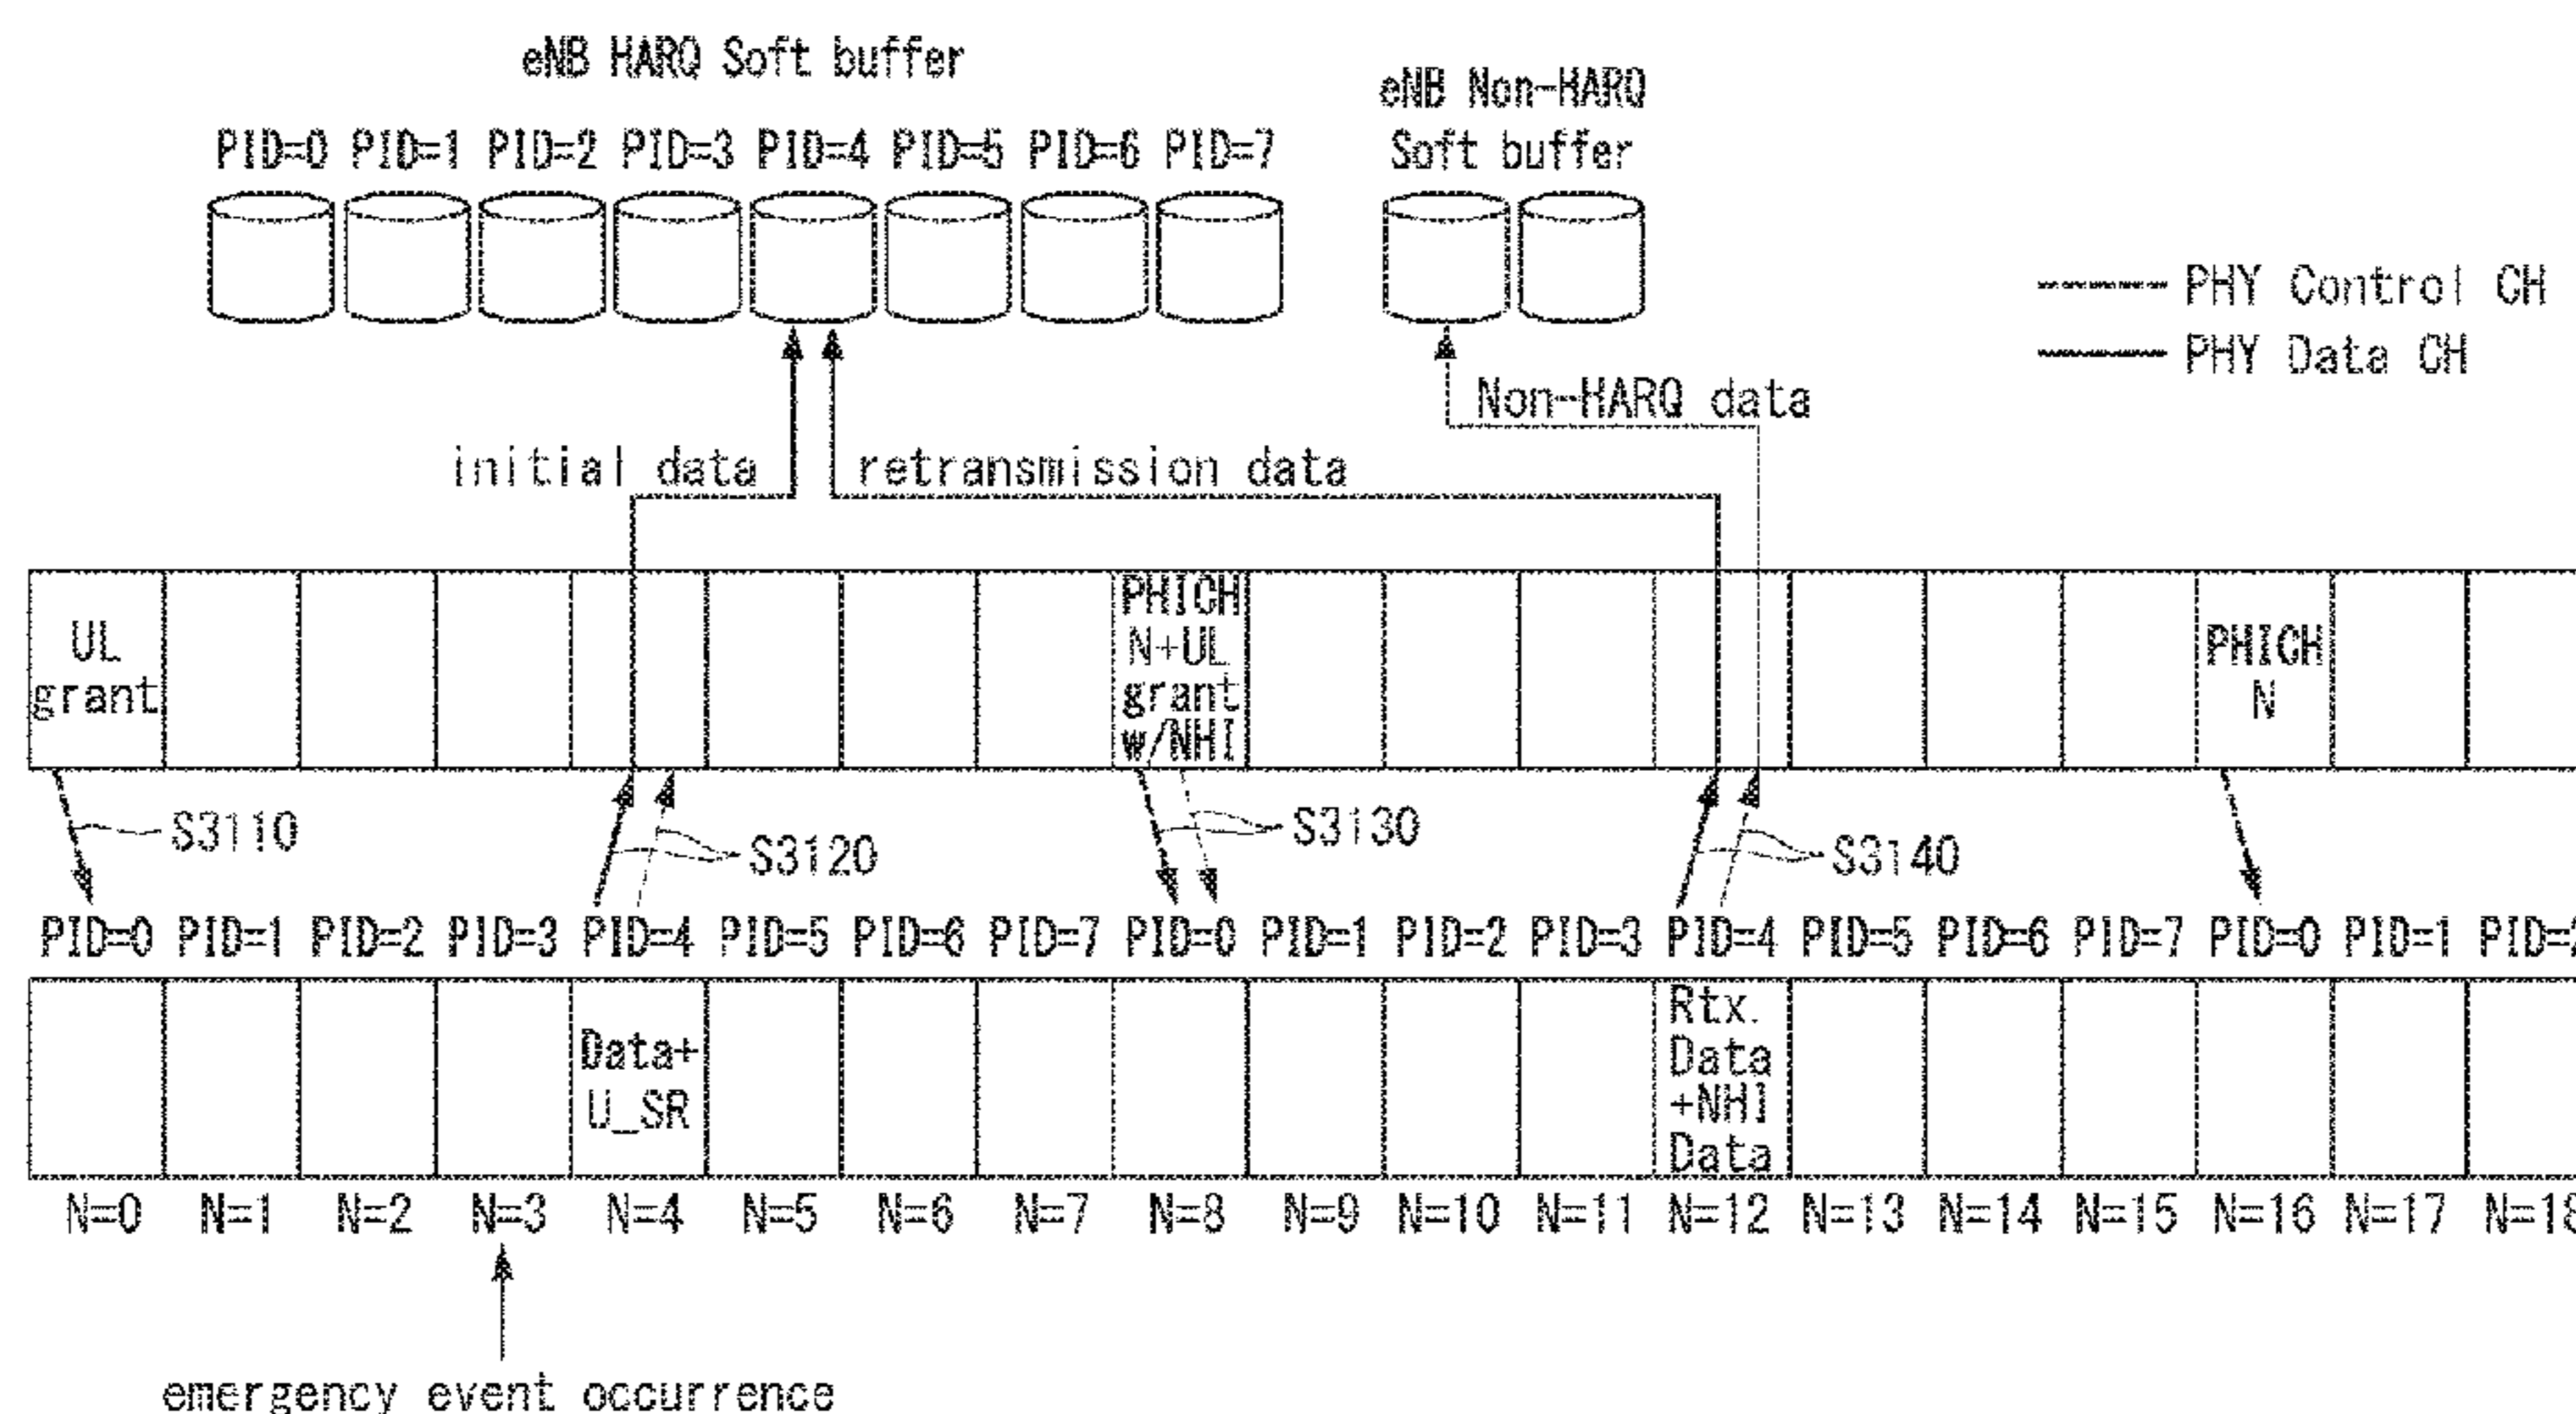 eNB HARQ Soft buffer
eNB Non-HARQ
Soft buffer
PID=0 PID=1 PID=2 PID=3 PID=4 PID=5 PID=6 PID=7
PHY Control CH
PHY Data CH
Non-HARQ data
initial data
retransmission data
UL
grant
PHICH
N+UL
grant
w/NHI
PHICH
N
S3110
S3120
S3130
S3140
PID=0 PID=1 PID=2 PID=3 PID=4 PID=5 PID=6 PID=7 PID=0 PID=1 PID=2 PID=3 PID=4 PID=5 PID=6 PID=7 PID=0 PID=1 PID=2
Data+
U_SR
Rtx.
Data
+NHI
Data
N=0 N=1 N=2 N=3 N=4 N=5 N=6 N=7 N=8 N=9 N=10 N=11 N=12 N=13 N=14 N=15 N=16 N=17 N=18
emergency event occurrence